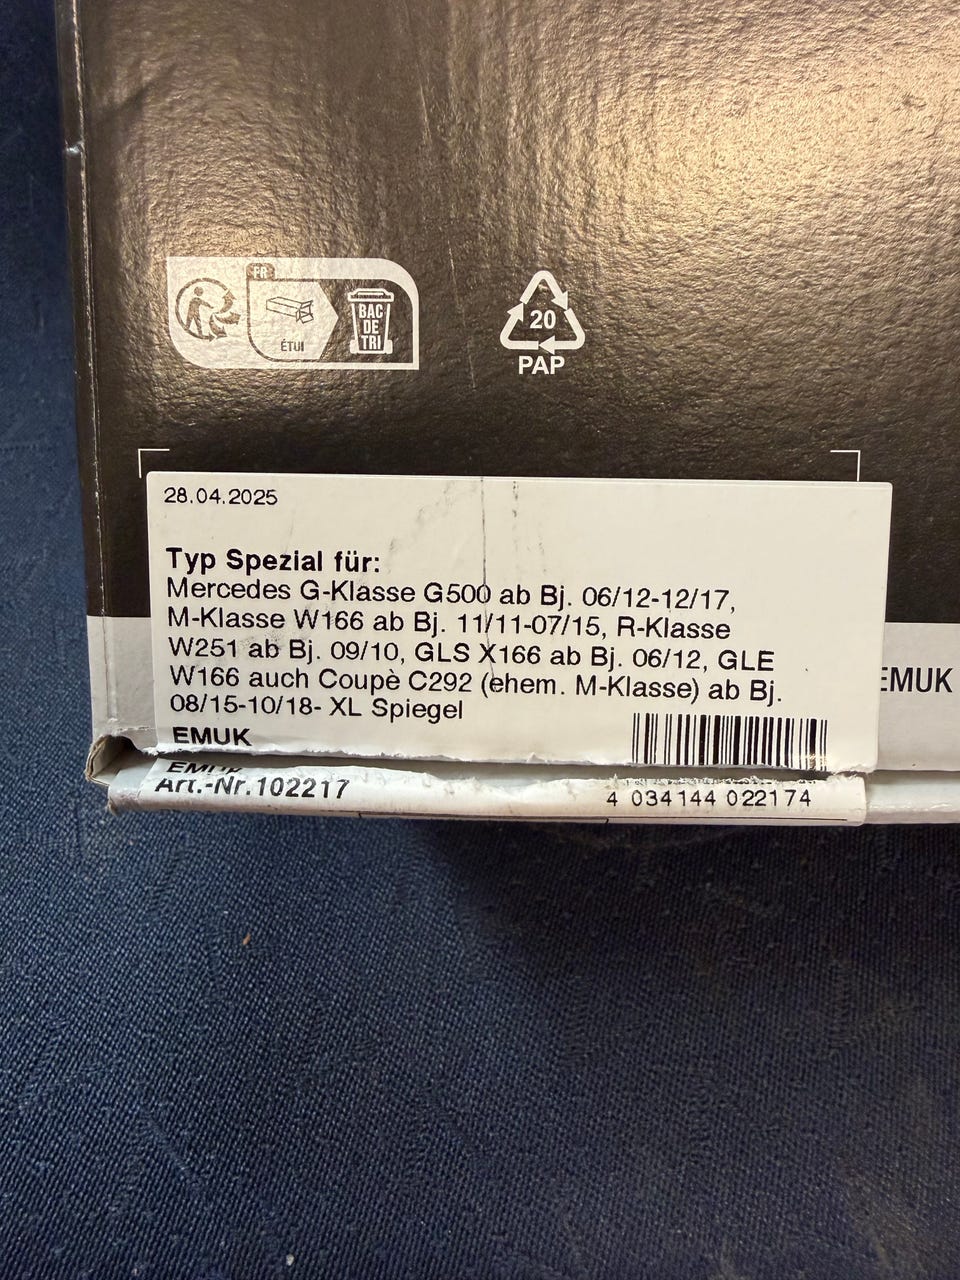 FR
ÉTUI
BAC
DE
TRI
20
PAP
28.04.2025
Typ Spezial für:
Mercedes G-Klasse G500 ab Bj. 06/12-12/17,
M-Klasse W166 ab Bj. 11/11-07/15, R-Klasse
W251 ab Bj. 09/10, GLS X166 ab Bj. 06/12, GLE
W166 auch Coupè C292 (ehem. M-Klasse) ab Bj.
08/15-10/18- XL Spiegel
EMUK
EMUK
EMUK
Art.-Nr.102217
4 034144 022174